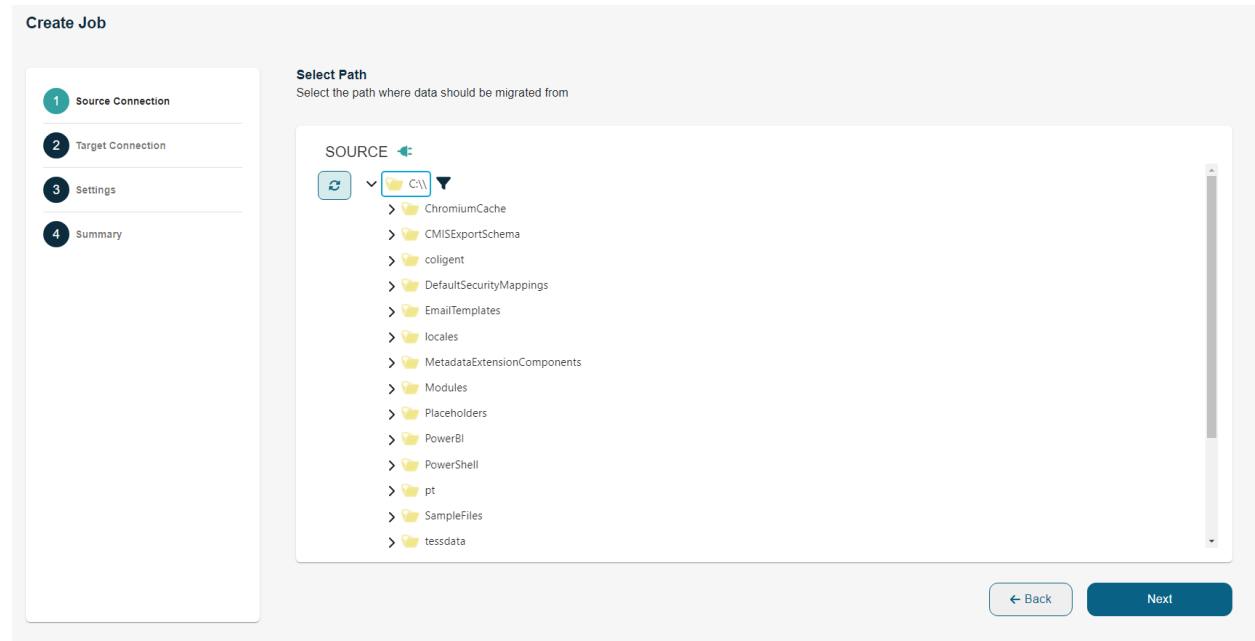 Create Job
1 Source Connection
2 Target Connection
3 Settings
4 Summary
Select Path
Select the path where data should be migrated from
SOURCE
C:\\
ChromiumCache
CMISExportSchema
coligent
DefaultSecurityMappings
EmailTemplates
locales
MetadataExtensionComponents
Modules
Placeholders
PowerBI
PowerShell
pt
SampleFiles
tessdata
← Back
Next